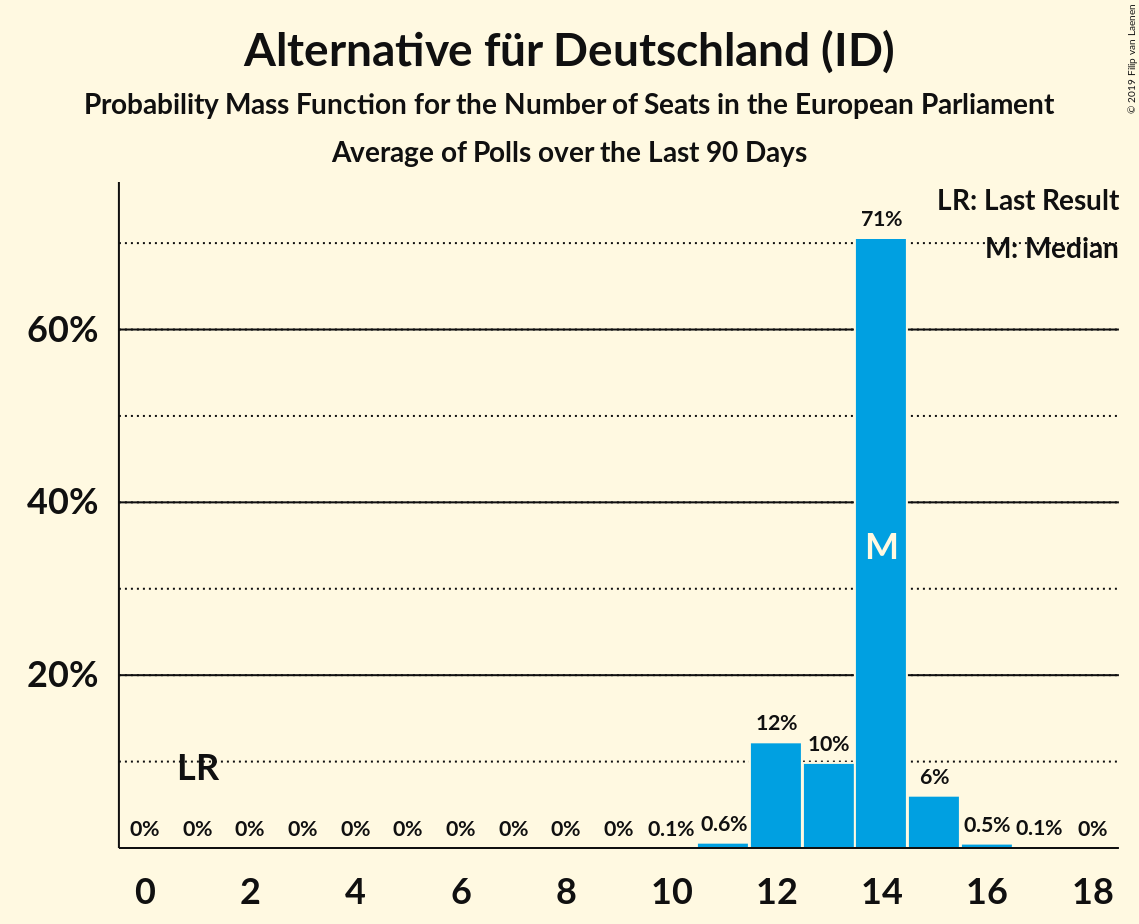 Alternative für Deutschland (ID)
Probability Mass Function for the Number of Seats in the European Parliament
Average of Polls over the Last 90 Days
© 2019 Filip van Laenen
LR: Last Result
M: Median
71%
60%
40%
M
20%
12%
10%
LR
6%
0% 0% 0% 0% 0% 0% 0% 0% 0% 0% 0.1% 0.6% 0.5% 0.1% 0%
0 2 4 6 8 10 12 14 16 18